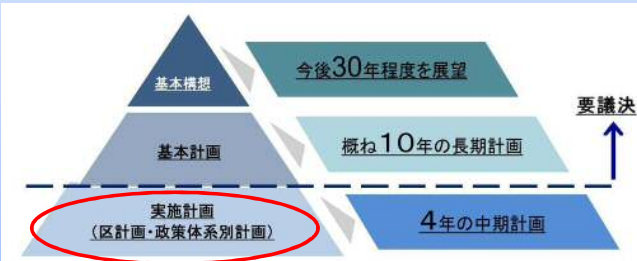 基本構想
今後30年程度を展望
要議決
基本計画
概ね10年の長期計画
実施計画
（区計画・政策体系別計画）
4年の中期計画